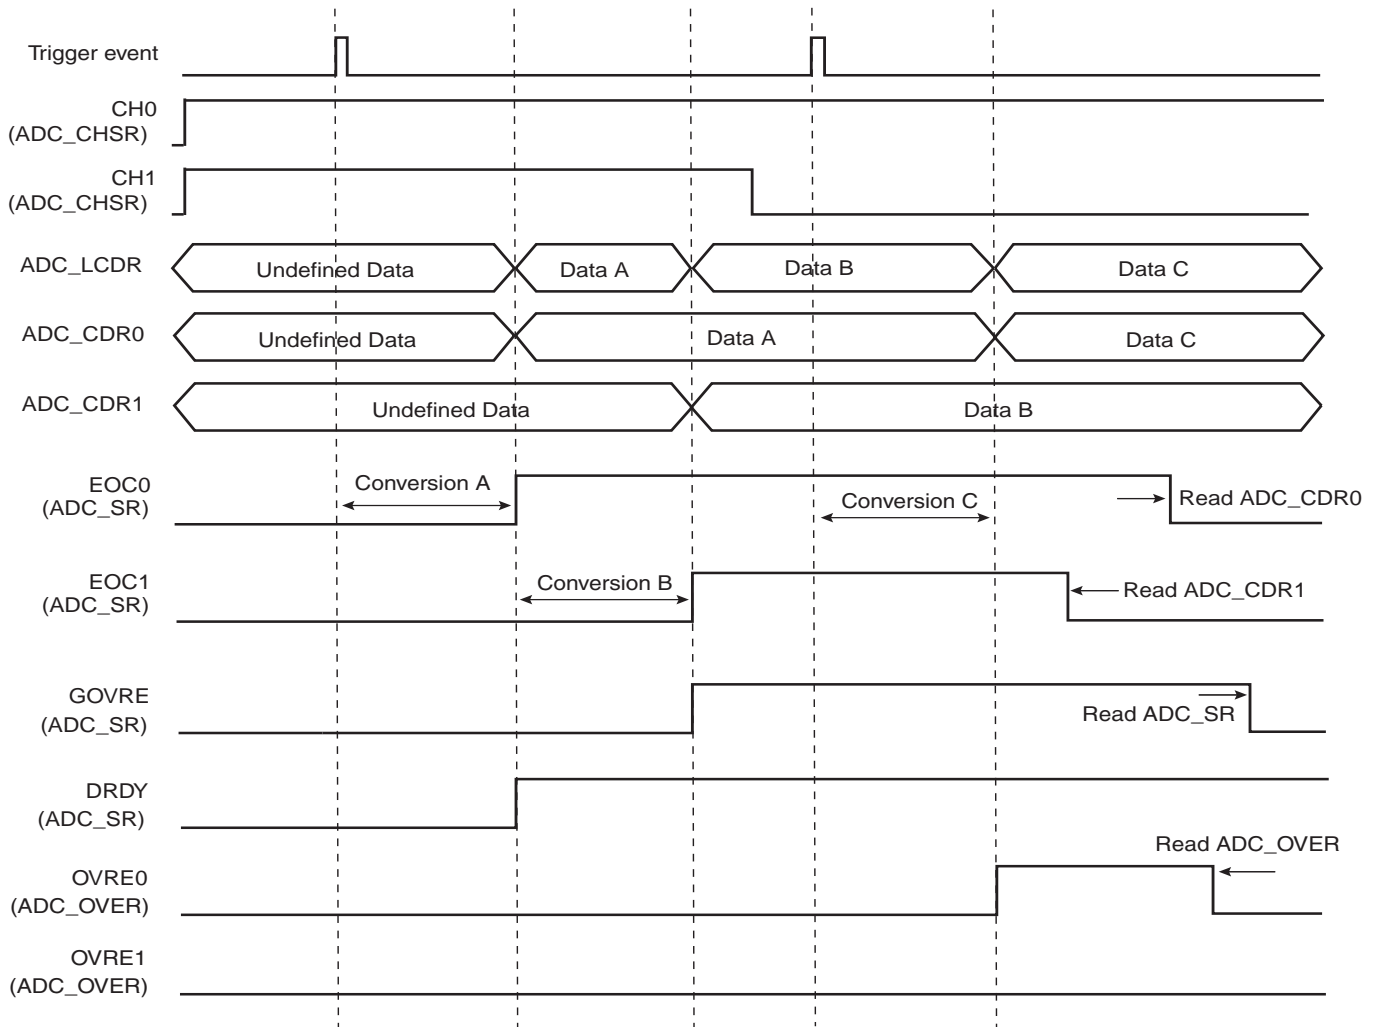 Trigger event
CH0
(ADC_CHSR)
CH1
(ADC_CHSR)
ADC_LCDR
Undefined Data
Data A
Data B
Data C
ADC_CDR0
Undefined Data
Data A
Data C
ADC_CDR1
Undefined Data
Data B
EOC0
(ADC_SR)
Conversion A
Conversion C
Read ADC_CDR0
EOC1
(ADC_SR)
Conversion B
Read ADC_CDR1
GOVRE
(ADC_SR)
Read ADC_SR
DRDY
(ADC_SR)
Read ADC_OVER
OVRE0
(ADC_OVER)
OVRE1
(ADC_OVER)